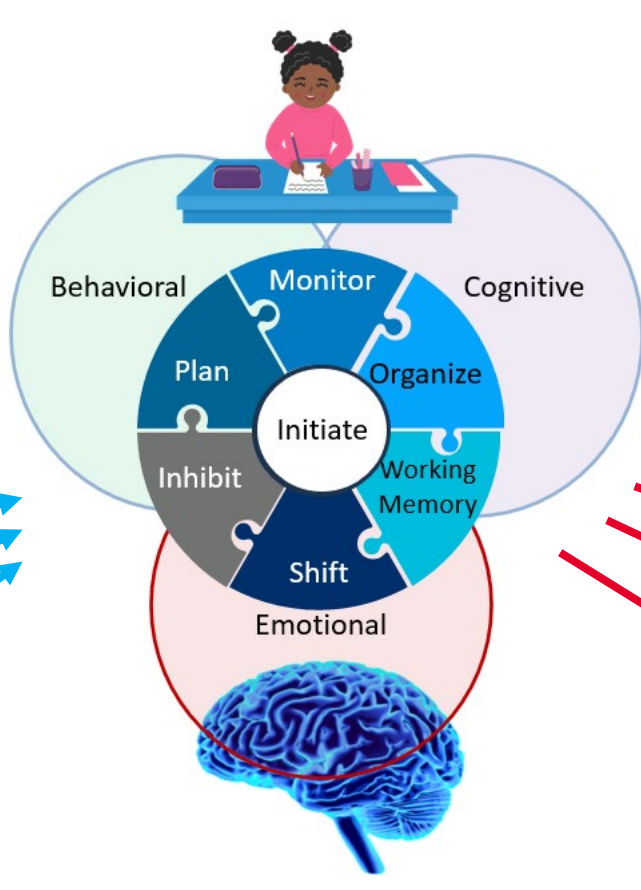 Behavioral
Monitor
Cognitive
Plan
Organize
Initiate
Inhibit
Working
Memory
Shift
Emotional